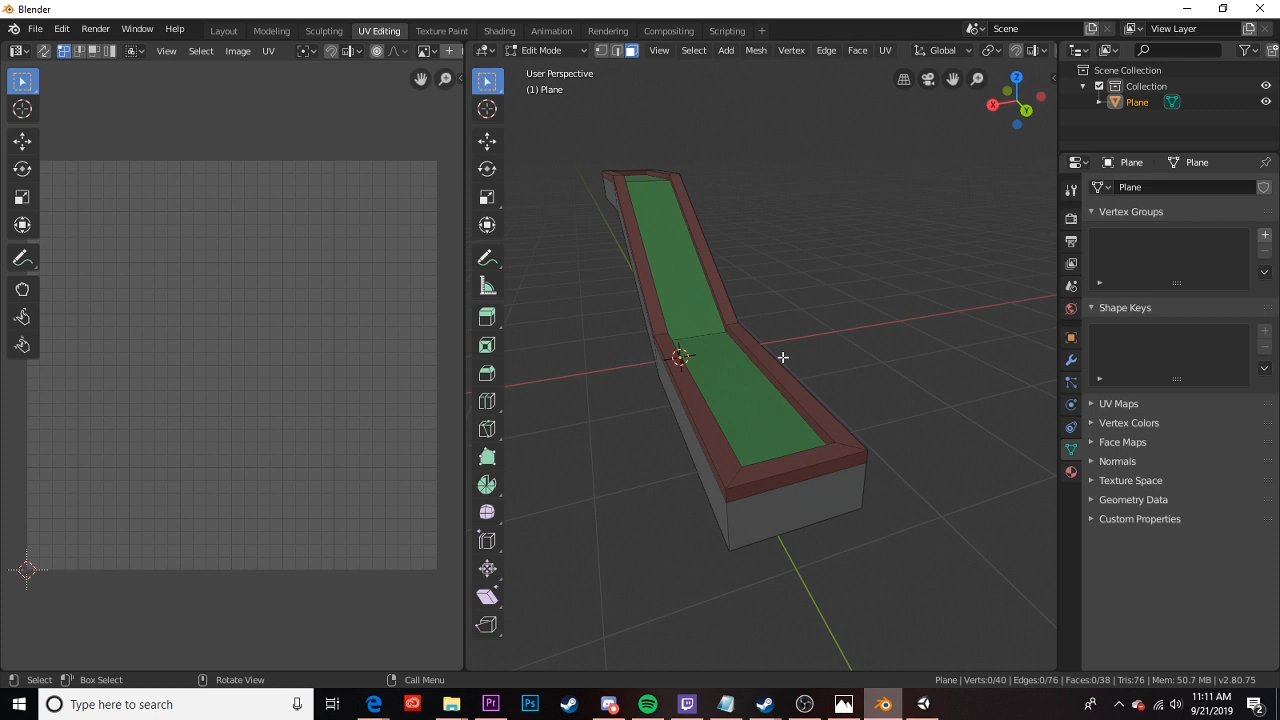 Blender
File Edit Render Window Help Layout Modeling Sculpting UV Editing Texture Paint Shading Animation Rendering Compositing Scripting Scene View Layer
View Select Image UV Edit Mode View Select Add Mesh Vertex Edge Face UV Global
User Perspective
(1) Plane
Z
X
Y
Scene Collection
Collection
Plane
Plane Plane
Plane
Vertex Groups
Shape Keys
UV Maps
Vertex Colors
Face Maps
Normals
Texture Space
Geometry Data
Custom Properties
Select Box Select Rotate View Call Menu Plane | Verts:0/40 | Edges:0/76 | Faces:0/38 | Tris:76 | Mem: 50.7 MB | v2.80.75
Type here to search
11:11 AM
9/21/2019
2